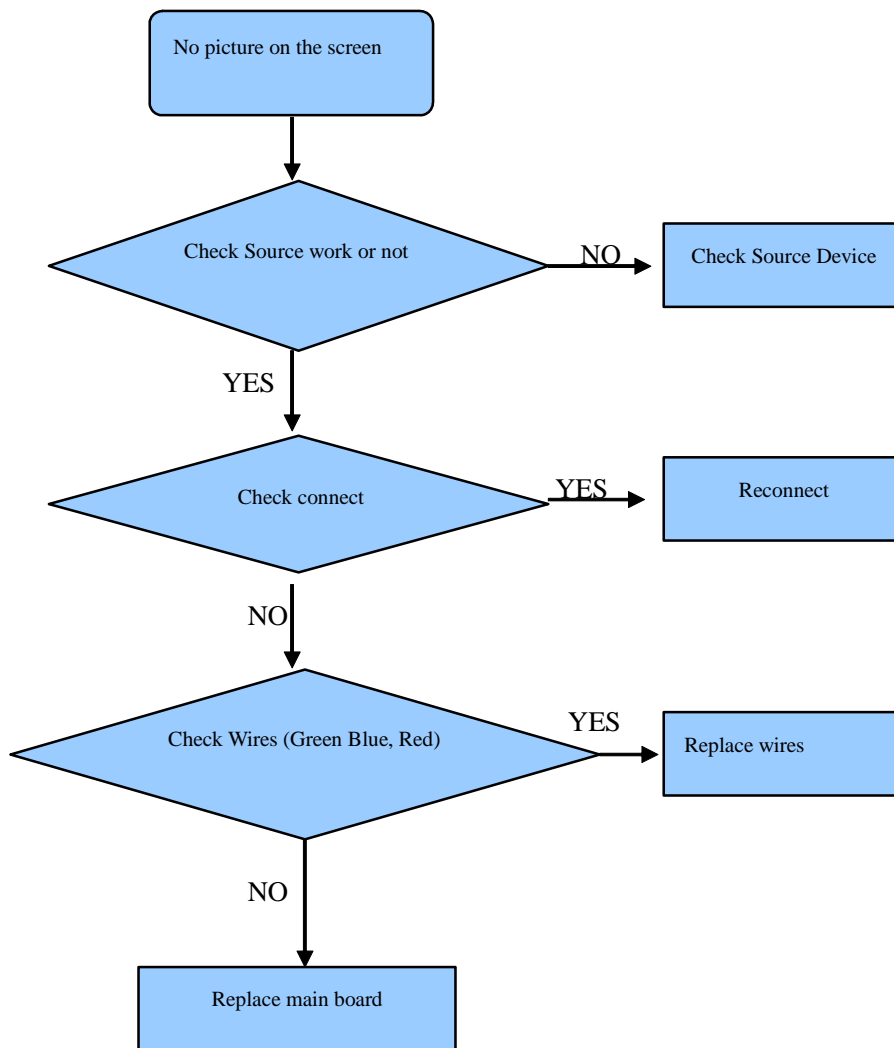 No picture on the screen
Check Source work or not
NO
Check Source Device
YES
Check connect
YES
Reconnect
NO
Check Wires (Green Blue, Red)
YES
Replace wires
NO
Replace main board